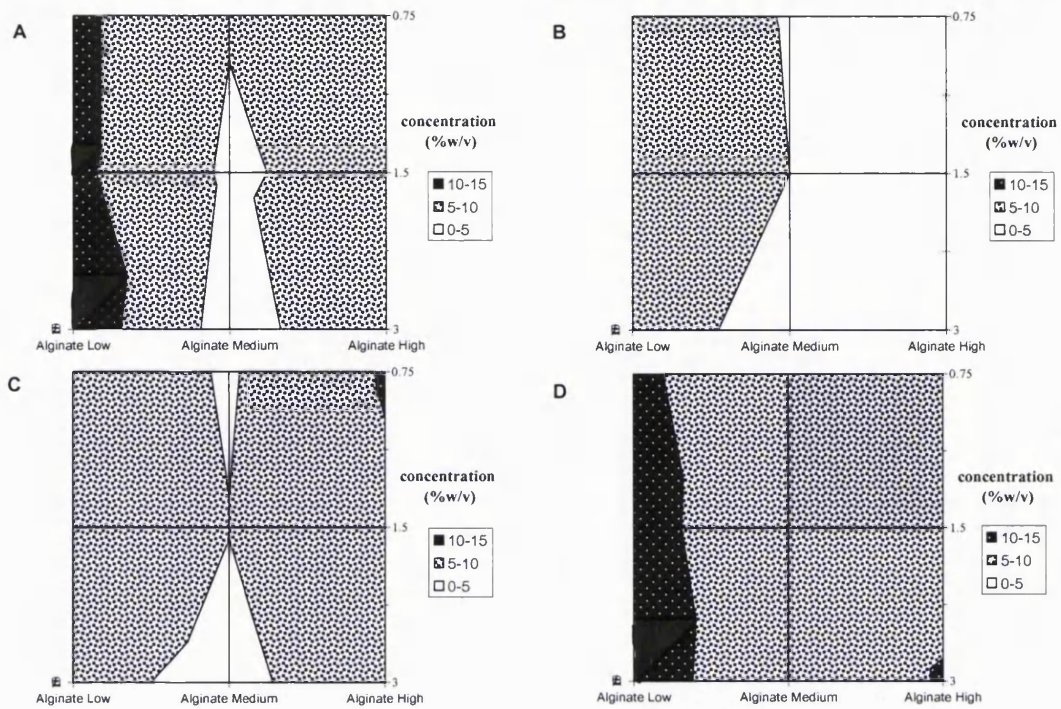 A
0.75
concentration
(%w/v)
1.5
10-15
5-10
0-5
3
Alginate Low
Alginate Medium
Alginate High
B
0.75
concentration
(%w/v)
1.5
10-15
5-10
0-5
3
Alginate Low
Alginate Medium
Alginate High
C
0.75
concentration
(%w/v)
1.5
10-15
5-10
0-5
3
Alginate Low
Alginate Medium
Alginate High
D
0.75
concentration
(%w/v)
1.5
10-15
5-10
0-5
3
Alginate Low
Alginate Medium
Alginate High